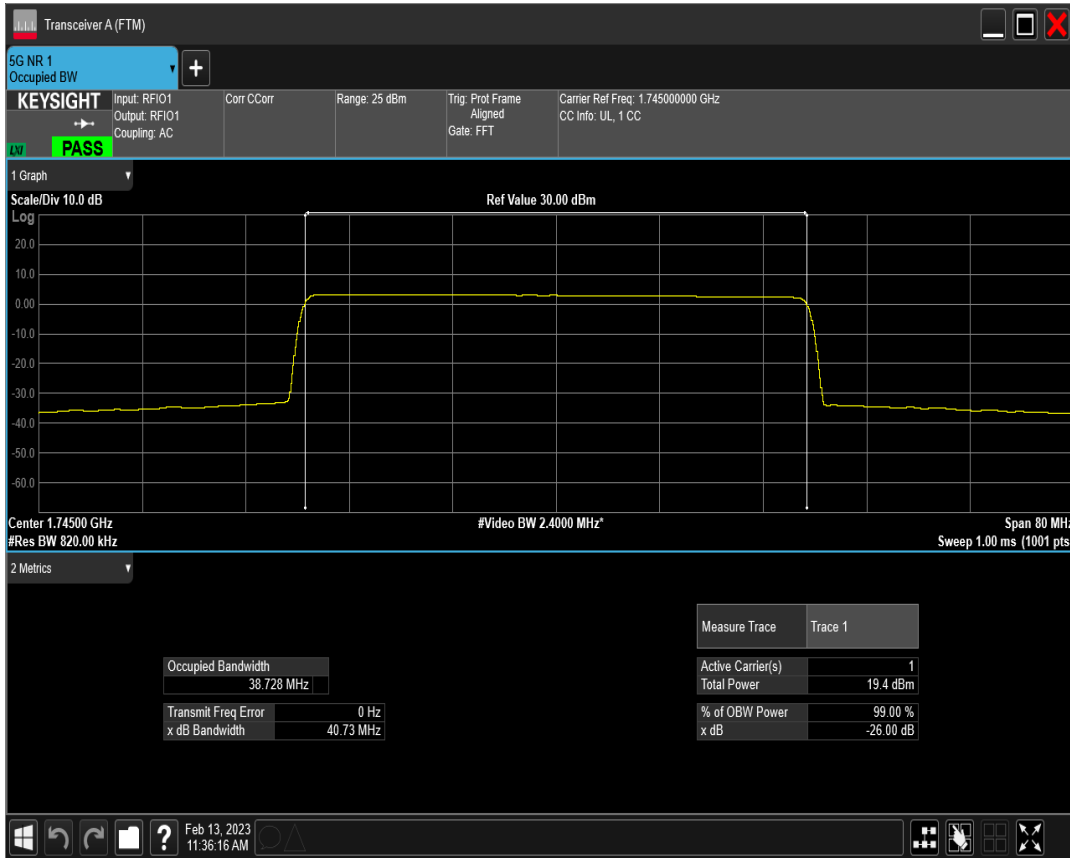 Transceiver A (FTM)
5G NR 1
Occupied BW
+
KEYSIGHT
LXI
PASS
Input: RFIO1
Output: RFIO1
Coupling: AC
Corr CCorr
Range: 25 dBm
Trig: Prot Frame
Aligned
Gate: FFT
Carrier Ref Freq: 1.745000000 GHz
CC Info: UL, 1 CC
1 Graph
Scale/Div 10.0 dB
Ref Value 30.00 dBm
Log
20.0
10.0
0.00
-10.0
-20.0
-30.0
-40.0
-50.0
-60.0
Center 1.74500 GHz
#Video BW 2.4000 MHz*
Span 80 MHz
#Res BW 820.00 kHz
Sweep 1.00 ms (1001 pts
2 Metrics
Measure Trace Trace 1
Occupied Bandwidth
38.728 MHz
Active Carrier(s) 1
Total Power 19.4 dBm
Transmit Freq Error 0 Hz
x dB Bandwidth 40.73 MHz
% of OBW Power 99.00 %
x dB -26.00 dB
?
Feb 13, 2023
11:36:16 AM